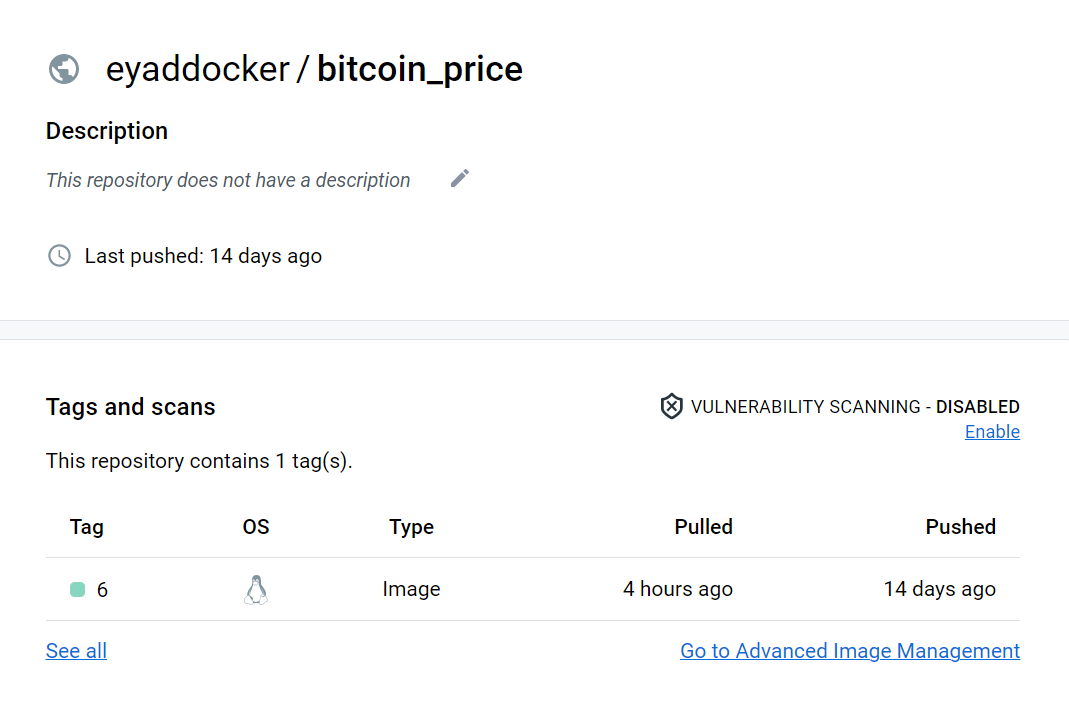 eyaddocker / bitcoin_price
Description
This repository does not have a description
Last pushed: 14 days ago
Tags and scans
VULNERABILITY SCANNING - DISABLED
Enable
This repository contains 1 tag(s).
Tag OS Type Pulled Pushed
6 Image 4 hours ago 14 days ago
See all Go to Advanced Image Management